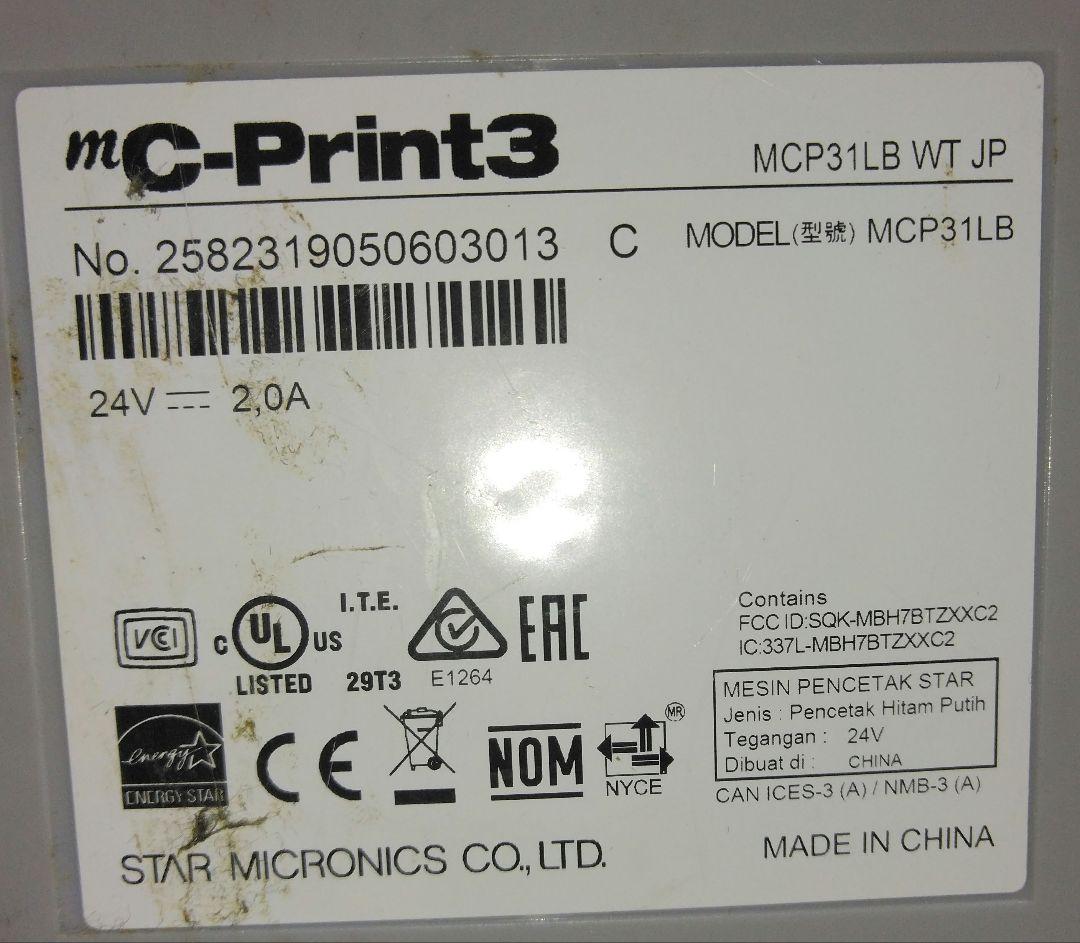 mC-Print3
MCP31LB WT JP
No. 2582319050603013 C
MODEL(型號) MCP31LB
24V 2,0A
VCCI
C UL US
LISTED
I.T.E.
29T3
E1264
EAC
Contains
FCC ID:SQK-MBH7BTZXXC2
IC:337L-MBH7BTZXXC2
energy
ENERGY STAR
CE
NOM
MR
NYCE
MESIN PENCETAK STAR
Jenis : Pencetak Hitam Putih
Tegangan : 24V
Dibuat di : CHINA
CAN ICES-3 (A) / NMB-3 (A)
STAR MICRONICS CO.,LTD.
MADE IN CHINA